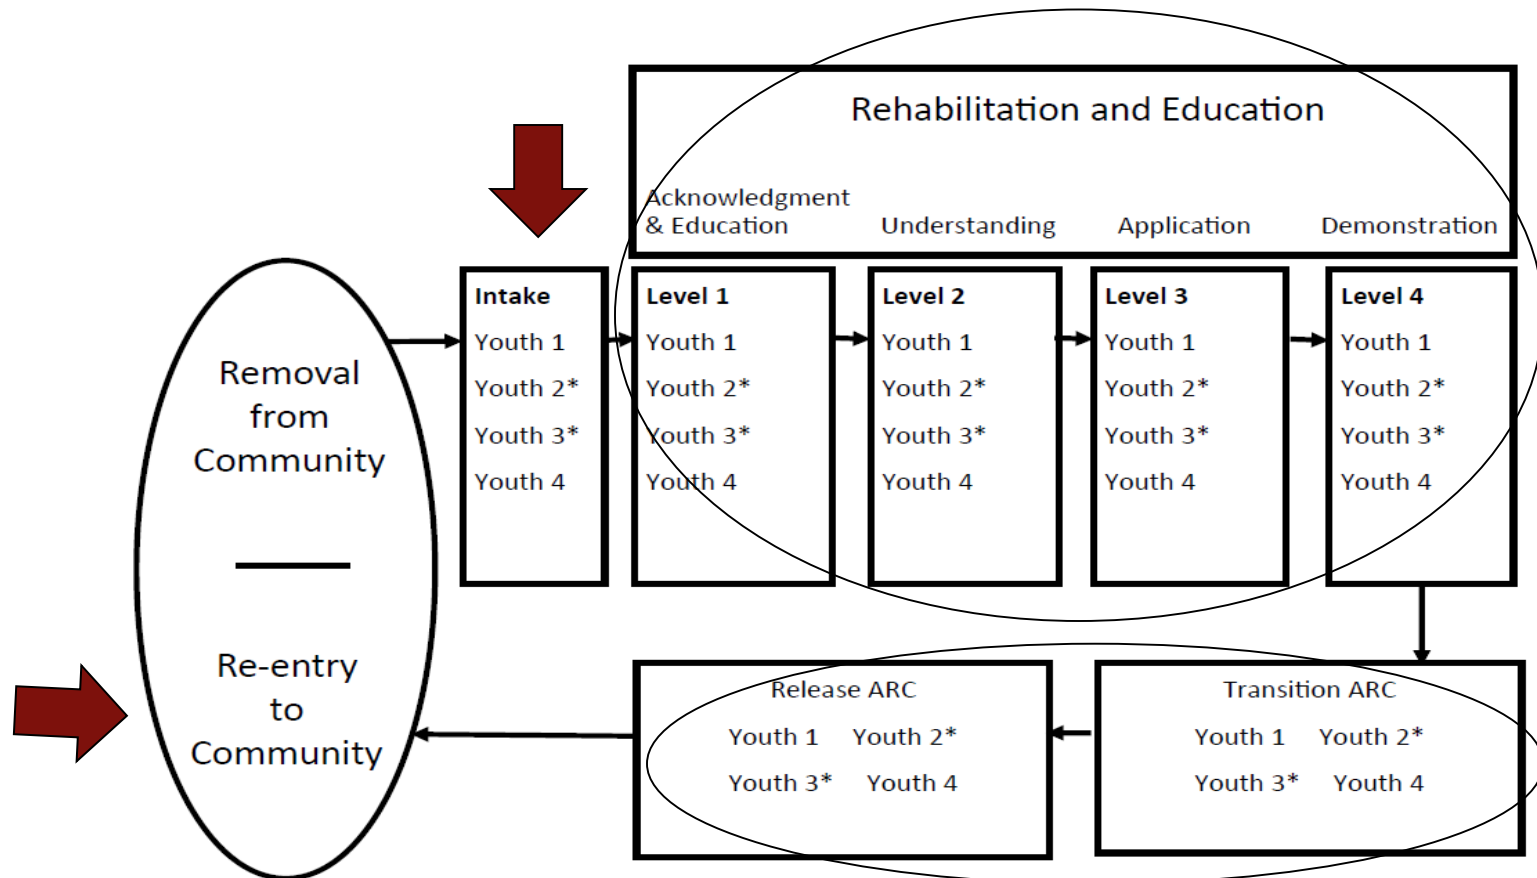 Rehabilitation and Education
Acknowledgment
& Education
Understanding
Application
Demonstration
Removal
from
Community
Re-entry
to
Community
Intake
Youth 1
Youth 2*
Youth 3*
Youth 4
Level 1
Youth 1
Youth 2*
Youth 3*
Youth 4
Level 2
Youth 1
Youth 2*
Youth 3*
Youth 4
Level 3
Youth 1
Youth 2*
Youth 3*
Youth 4
Level 4
Youth 1
Youth 2*
Youth 3*
Youth 4
Release ARC
Youth 1 Youth 2*
Youth 3* Youth 4
Transition ARC
Youth 1 Youth 2*
Youth 3* Youth 4